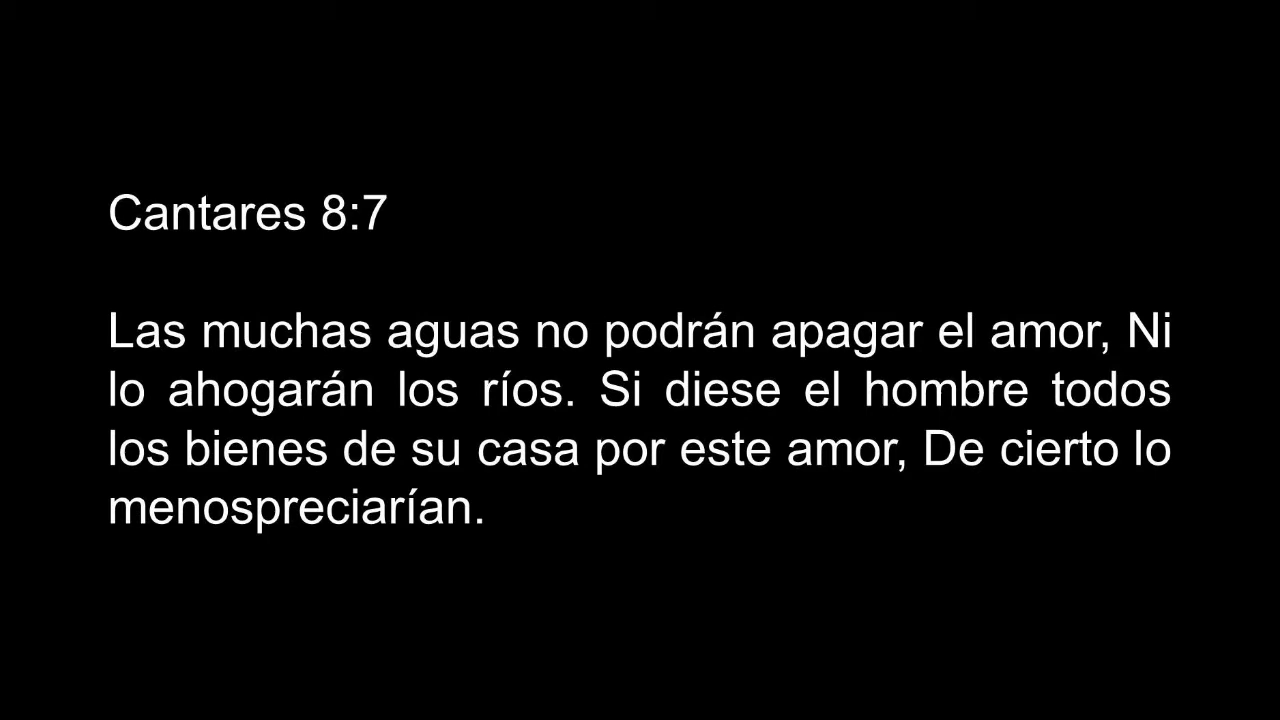 Cantares 8:7
Las muchas aguas no podrán apagar el amor, Ni
lo ahogarán los ríos. Si diese el hombre todos
los bienes de su casa por este amor, De cierto lo
menospreciarían.